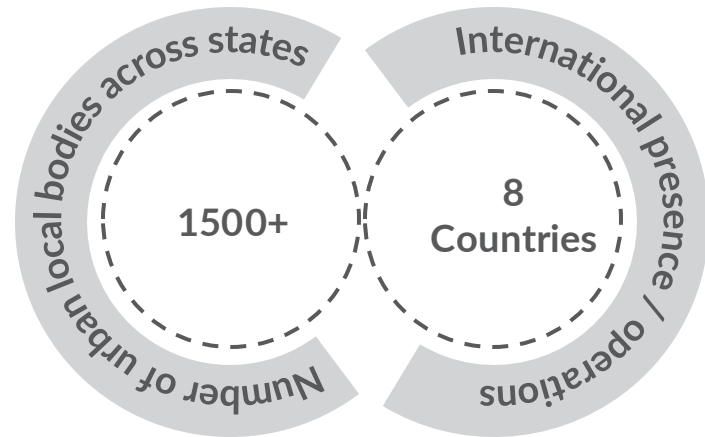 Number of urban local bodies across states
1500+
International presence / operations
8
Countries